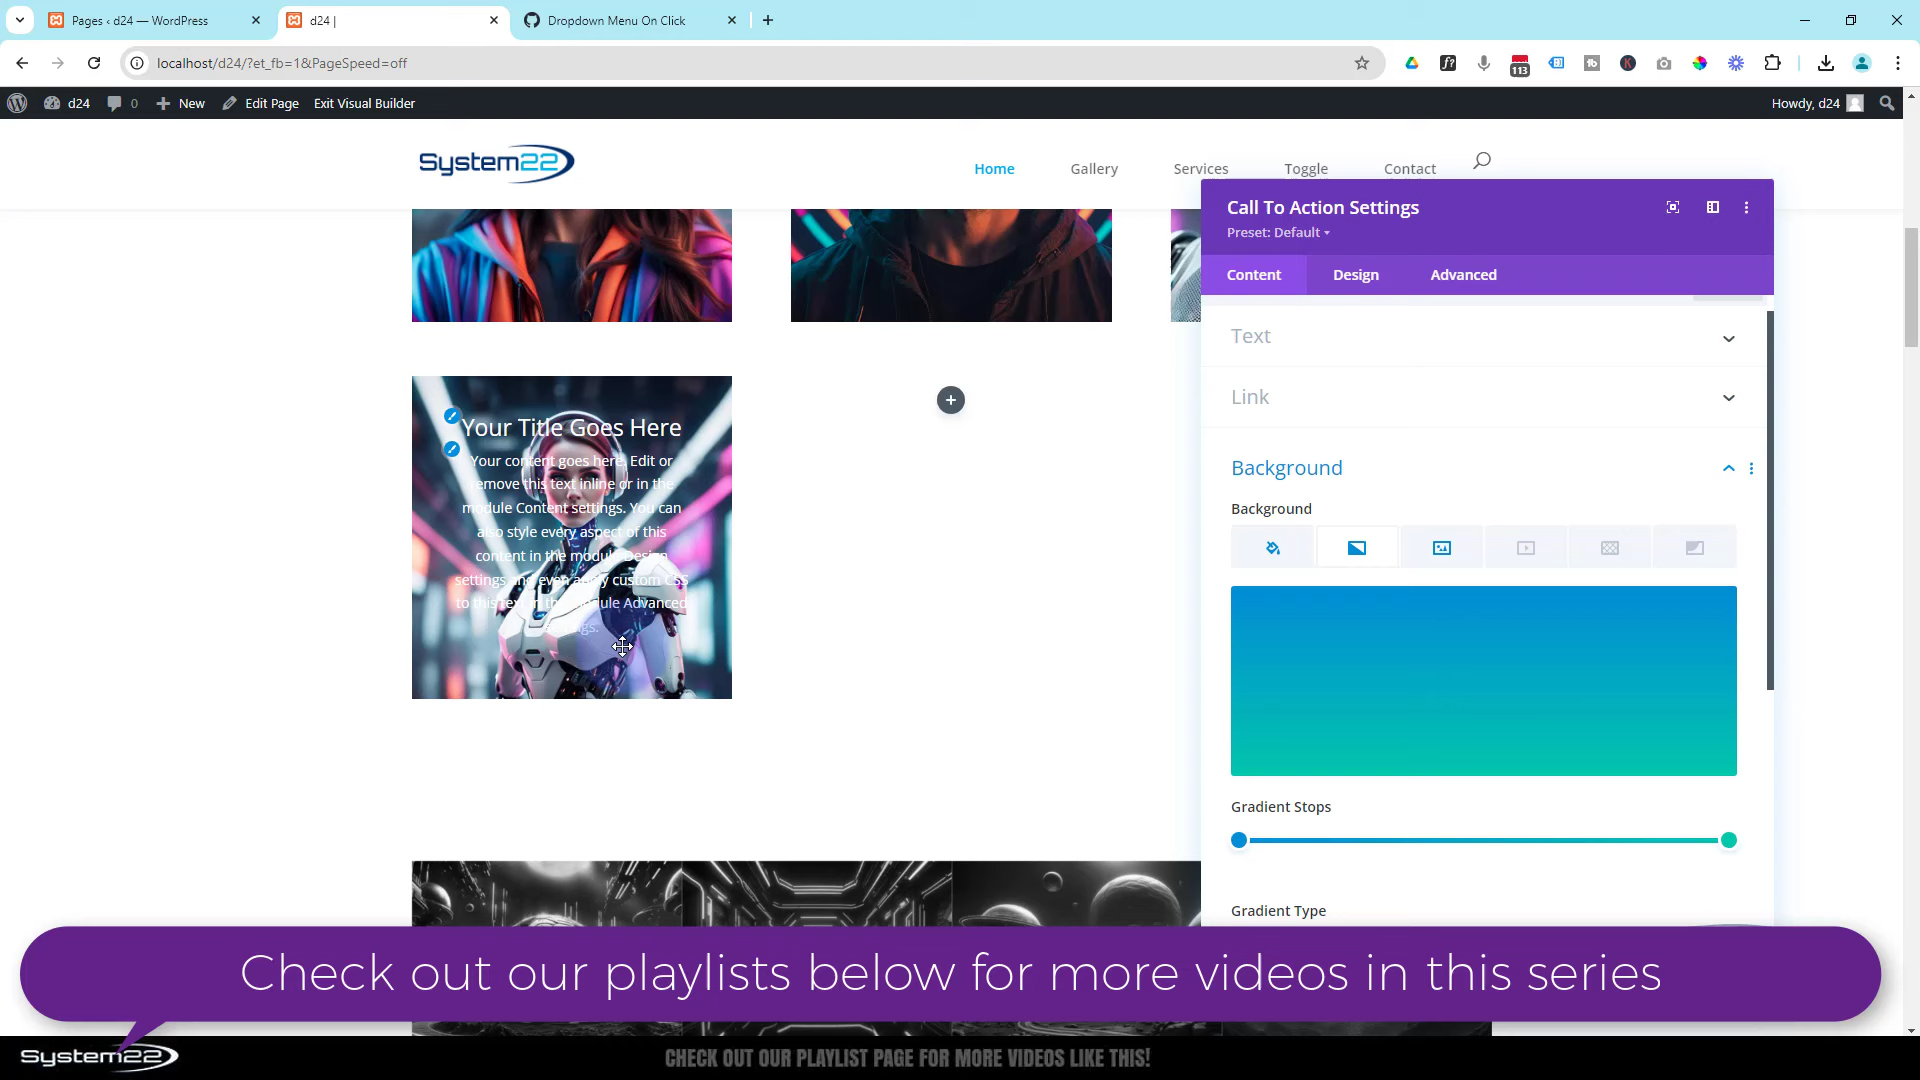 Pages ‹ d24 — WordPress
d24 |
Dropdown Menu On Click
localhost/d24/?et_fb=1&PageSpeed=off
113
d24
0
New
Edit Page
Exit Visual Builder
Howdy, d24
System22
Home
Gallery
Services
Toggle
Contact
Call To Action Settings
Preset: Default
Content
Design
Advanced
Text
Link
Background
Background
Your Title Goes Here
Your content goes here. Edit or
remove this text inline or in the
module Content settings. You can
also style every aspect of this
content in the module Design
settings and even apply custom CSS
to this text in the module Advanced
settings.
Gradient Stops
Gradient Type
Check out our playlists below for more videos in this series
System22
CHECK OUT OUR PLAYLIST PAGE FOR MORE VIDEOS LIKE THIS!